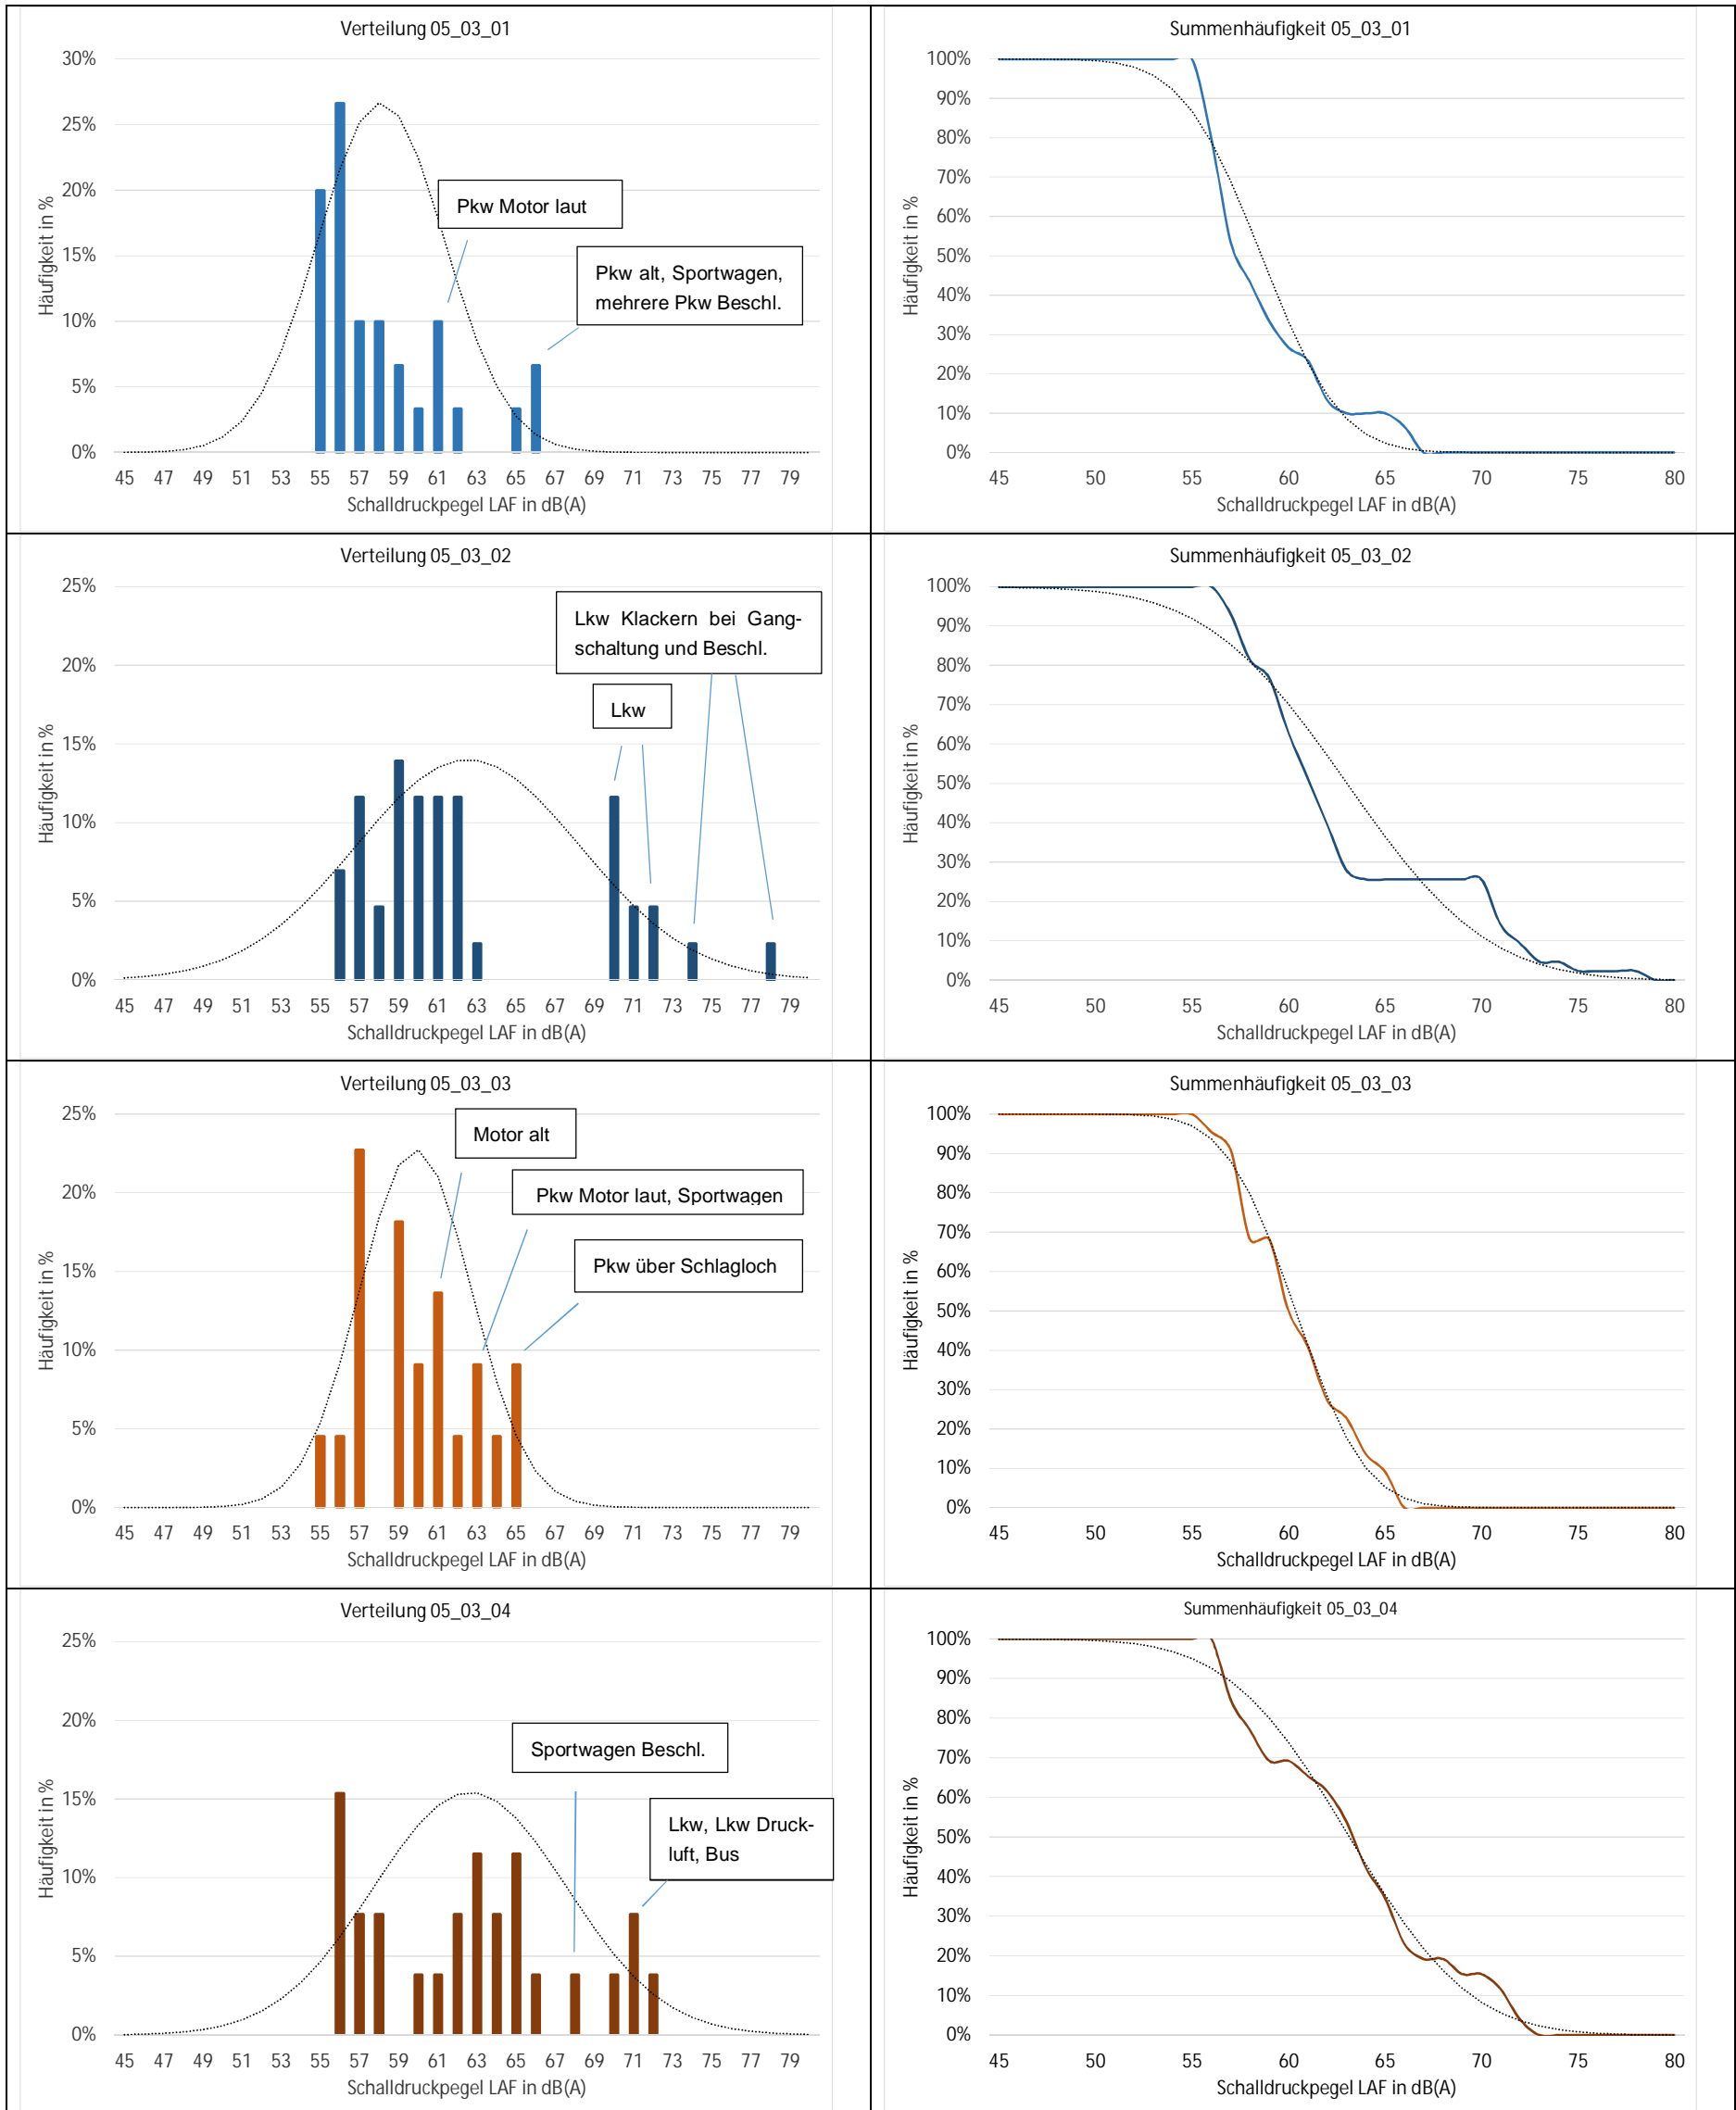 Verteilung 05_03_01
30%
25%
20%
15%
10%
5%
0%
Häufigkeit in %
Pkw Motor laut
Pkw alt, Sportwagen,
mehrere Pkw Beschl.
45 47 49 51 53 55 57 59 61 63 65 67 69 71 73 75 77 79
Schalldruckpegel LAF in dB(A)
Summenhäufigkeit 05_03_01
100%
90%
80%
70%
60%
50%
40%
30%
20%
10%
0%
Häufigkeit in %
45 50 55 60 65 70 75 80
Schalldruckpegel LAF in dB(A)
Verteilung 05_03_02
25%
20%
15%
10%
5%
0%
Häufigkeit in %
Lkw Klackern bei Gang-
schaltung und Beschl.
Lkw
45 47 49 51 53 55 57 59 61 63 65 67 69 71 73 75 77 79
Schalldruckpegel LAF in dB(A)
Summenhäufigkeit 05_03_02
100%
90%
80%
70%
60%
50%
40%
30%
20%
10%
0%
Häufigkeit in %
45 50 55 60 65 70 75 80
Schalldruckpegel LAF in dB(A)
Verteilung 05_03_03
25%
20%
15%
10%
5%
0%
Häufigkeit in %
Motor alt
Pkw Motor laut, Sportwagen
Pkw über Schlagloch
45 47 49 51 53 55 57 59 61 63 65 67 69 71 73 75 77 79
Schalldruckpegel LAF in dB(A)
Summenhäufigkeit 05_03_03
100%
90%
80%
70%
60%
50%
40%
30%
20%
10%
0%
Häufigkeit in %
45 50 55 60 65 70 75 80
Schalldruckpegel LAF in dB(A)
Verteilung 05_03_04
25%
20%
15%
10%
5%
0%
Häufigkeit in %
Sportwagen Beschl.
Lkw, Lkw Druck-
luft, Bus
45 47 49 51 53 55 57 59 61 63 65 67 69 71 73 75 77 79
Schalldruckpegel LAF in dB(A)
Summenhäufigkeit 05_03_04
100%
90%
80%
70%
60%
50%
40%
30%
20%
10%
0%
Häufigkeit in %
45 50 55 60 65 70 75 80
Schalldruckpegel LAF in dB(A)